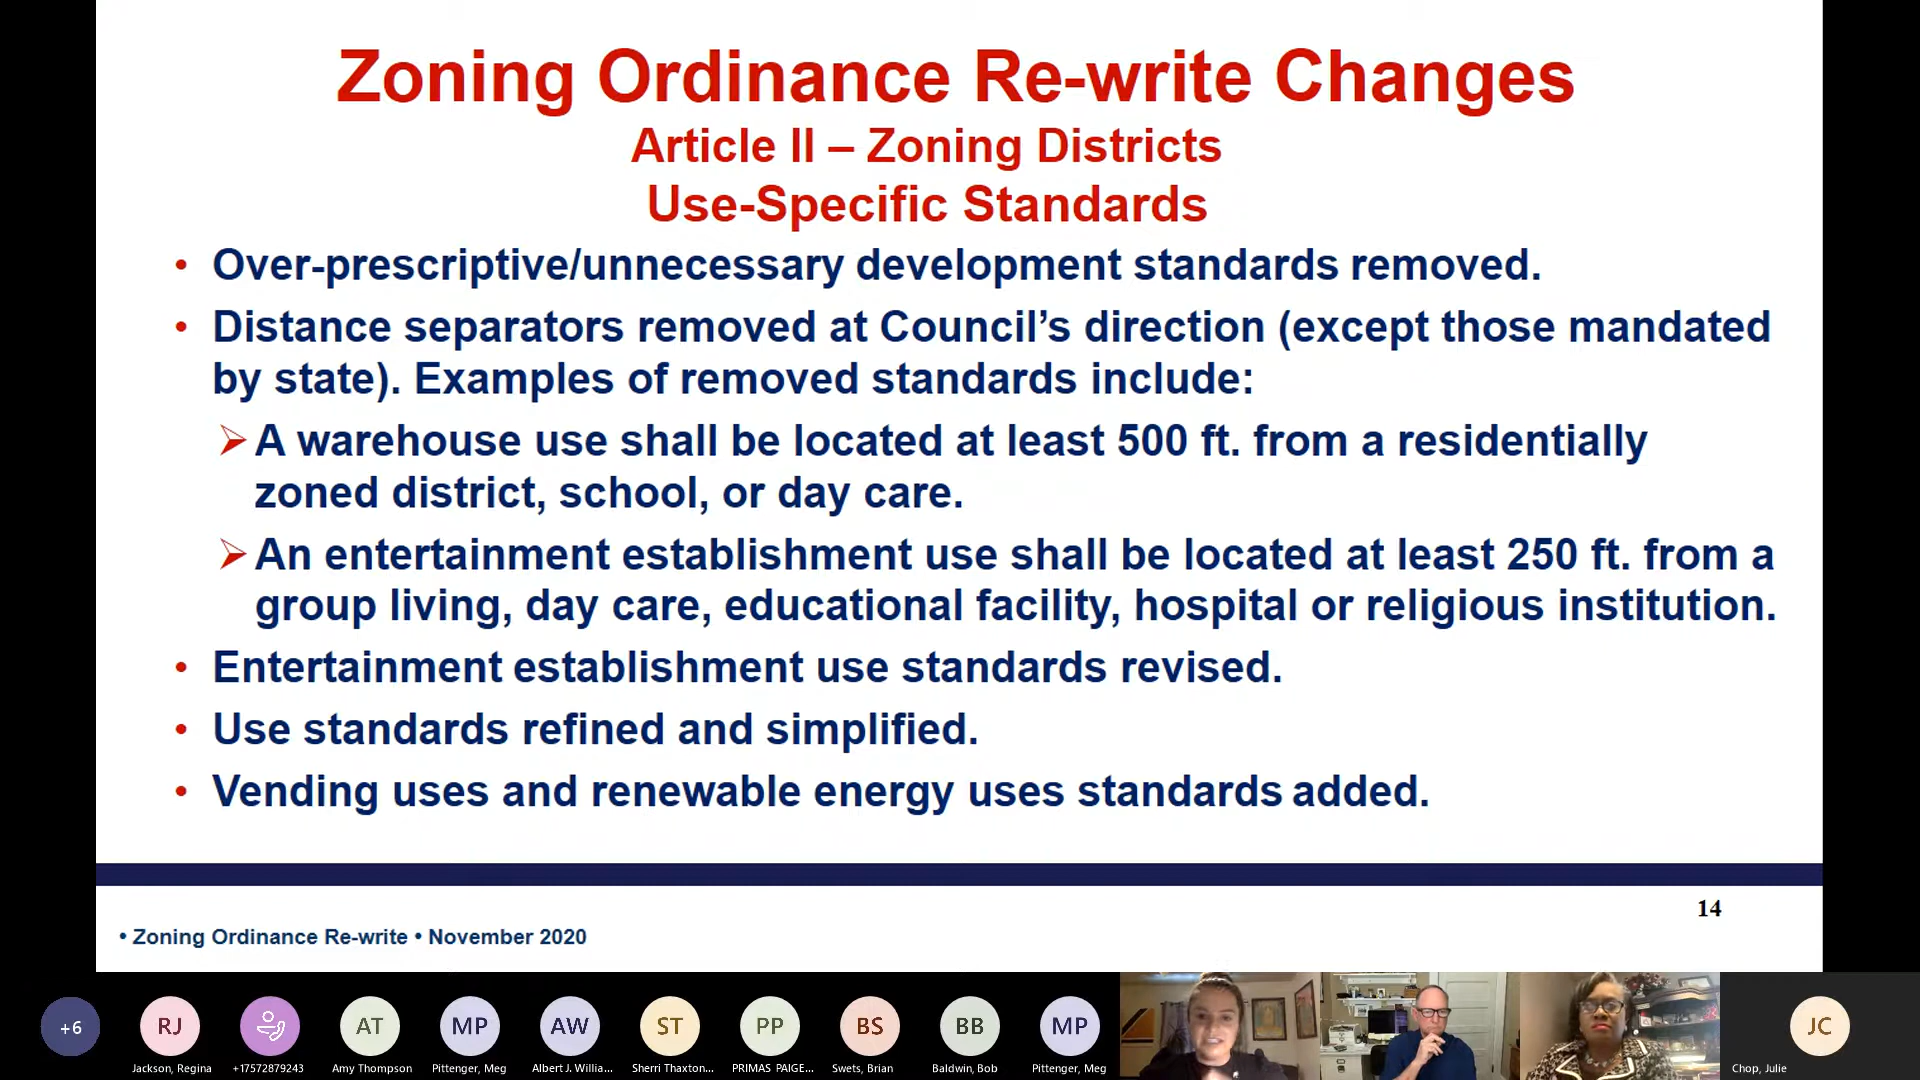 Zoning Ordinance Re-write Changes
Article II – Zoning Districts
Use-Specific Standards
• Over-prescriptive/unnecessary development standards removed.
• Distance separators removed at Council’s direction (except those mandated
by state). Examples of removed standards include:
➢ A warehouse use shall be located at least 500 ft. from a residentially
zoned district, school, or day care.
➢ An entertainment establishment use shall be located at least 250 ft. from a
group living, day care, educational facility, hospital or religious institution.
• Entertainment establishment use standards revised.
• Use standards refined and simplified.
• Vending uses and renewable energy uses standards added.
14
• Zoning Ordinance Re-write • November 2020
+6
RJ
AT
MP
AW
ST
PP
BS
BB
MP
JC
Jackson, Regina
+17572879243
Amy Thompson
Pittenger, Meg
Albert J. Willia...
Sherri Thaxton...
PRIMAS PAIGE...
Swets, Brian
Baldwin, Bob
Pittenger, Meg
Chop, Julie